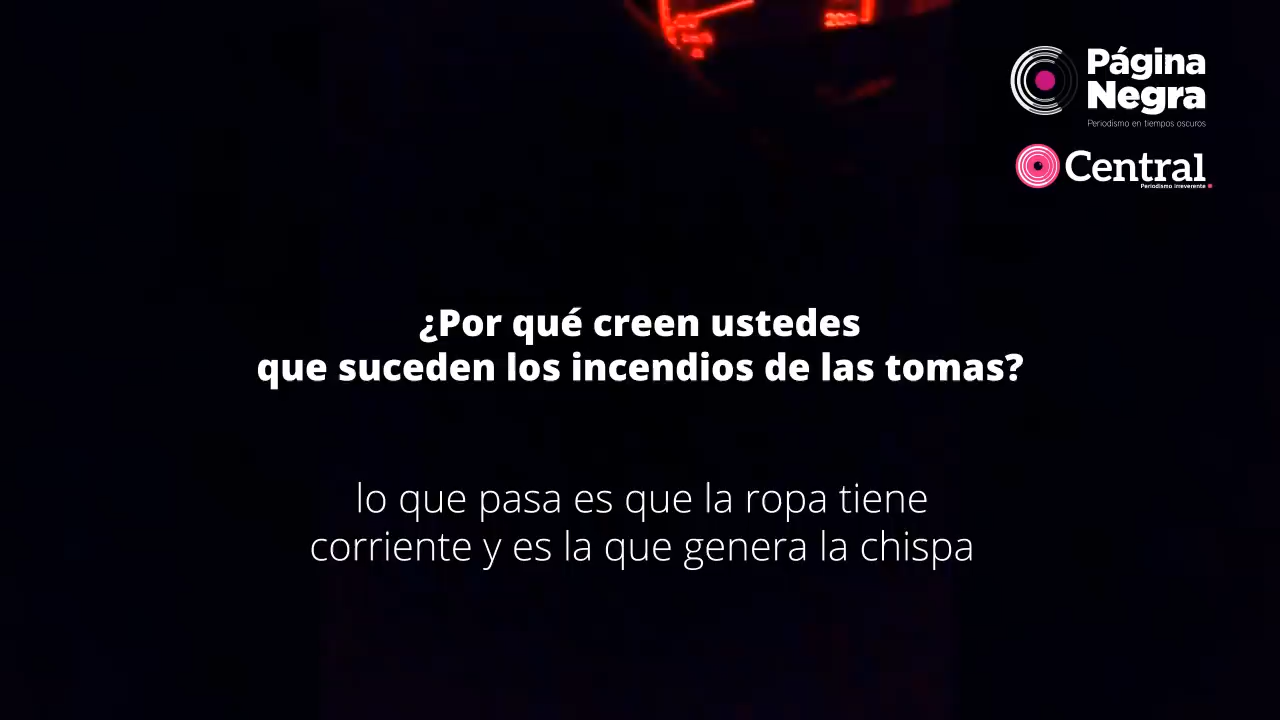 Página
Negra
Periodismo en tiempos oscuros
Central
Periodismo irreverente
¿Por qué creen ustedes
que suceden los incendios de las tomas?
lo que pasa es que la ropa tiene
corriente y es la que genera la chispa